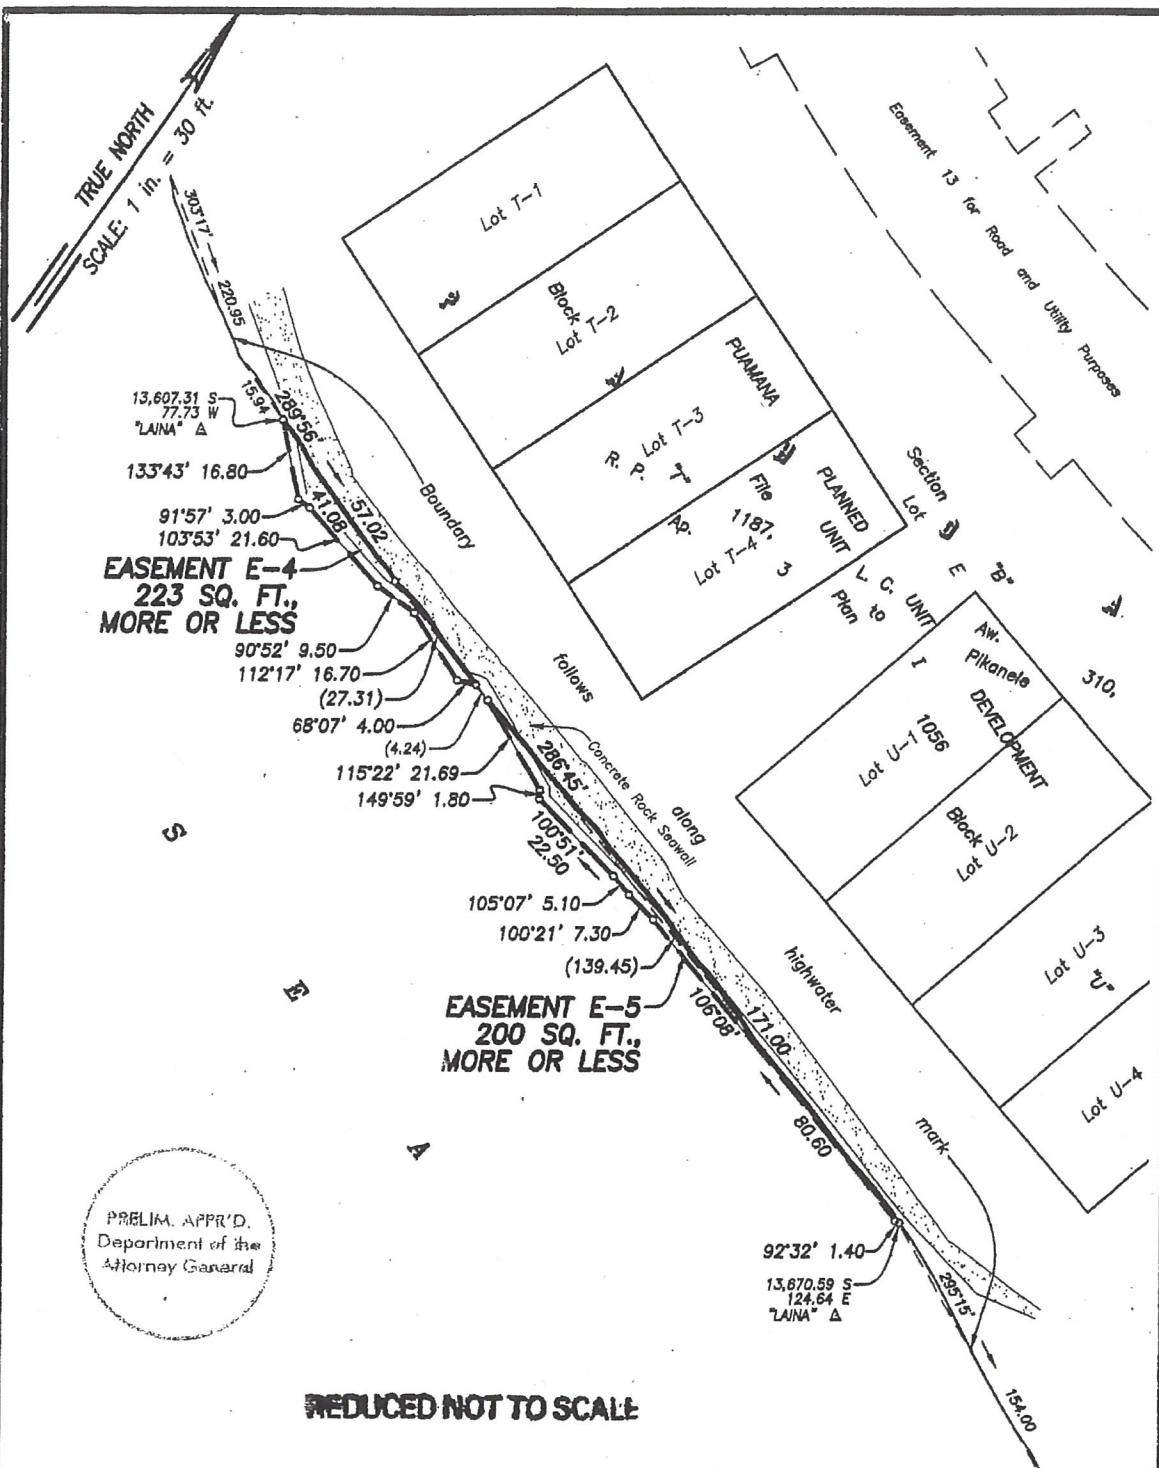 TRUE NORTH
SCALE: 1 in. = 30 ft.
303°17'
220.95
15.94
289°56'
13,607.31 S
77.73 W
"LAINA" Δ
133°43' 16.80
91°57' 3.00
103°53' 21.60
41.08
57.02
EASEMENT E-4
223 SQ. FT.,
MORE OR LESS
90°52' 9.50
112°17' 16.70
(27.31)
68°07' 4.00
(4.24)
115°22' 21.69
149°59' 1.80
100°51'
22.50
286°45'
105°07' 5.10
100°21' 7.30
(139.45)
EASEMENT E-5
200 SQ. FT.,
MORE OR LESS
106°08'
171.00
80.60
92°32' 1.40
13,670.59 S
124.64 E
"LAINA" Δ
295°15'
154.00
Boundary
follows
along
highwater
mark
Concrete Rock Seawall
Lot T-1
Block
Lot T-2
Lot T-3
"T"
Lot T-4
R. P.
Ap.
3
PUAMANA
PLANNED
UNIT
File
1187,
L. C.
UNIT
Plan
to
I
E
Section
Lot
"B"
Aw.
Pikanele
310,
DEVELOPMENT
Lot U-1
1056
Block
Lot U-2
Lot U-3
"U"
Lot U-4
Easement 13 for Road and Utility Purposes
S E A
PRELIM. APPR'D.
Department of the
Attorney General
REDUCED NOT TO SCALE